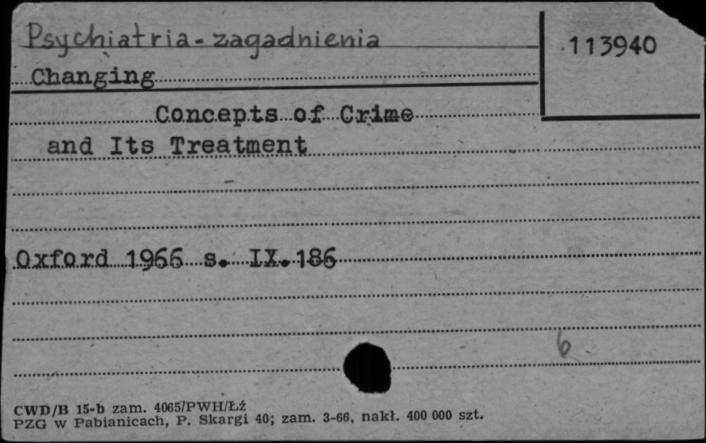 Psychiatria - zagadnienia
113940
Changing
Concepts of Crime
and Its Treatment
Oxford 1966 s. IX. 186
6
CWD/B 15-b zam. 4065/PWH/Łż
PZG w Pabianicach, P. Skargi 40; zam. 3-66, nakł. 400 000 szt.